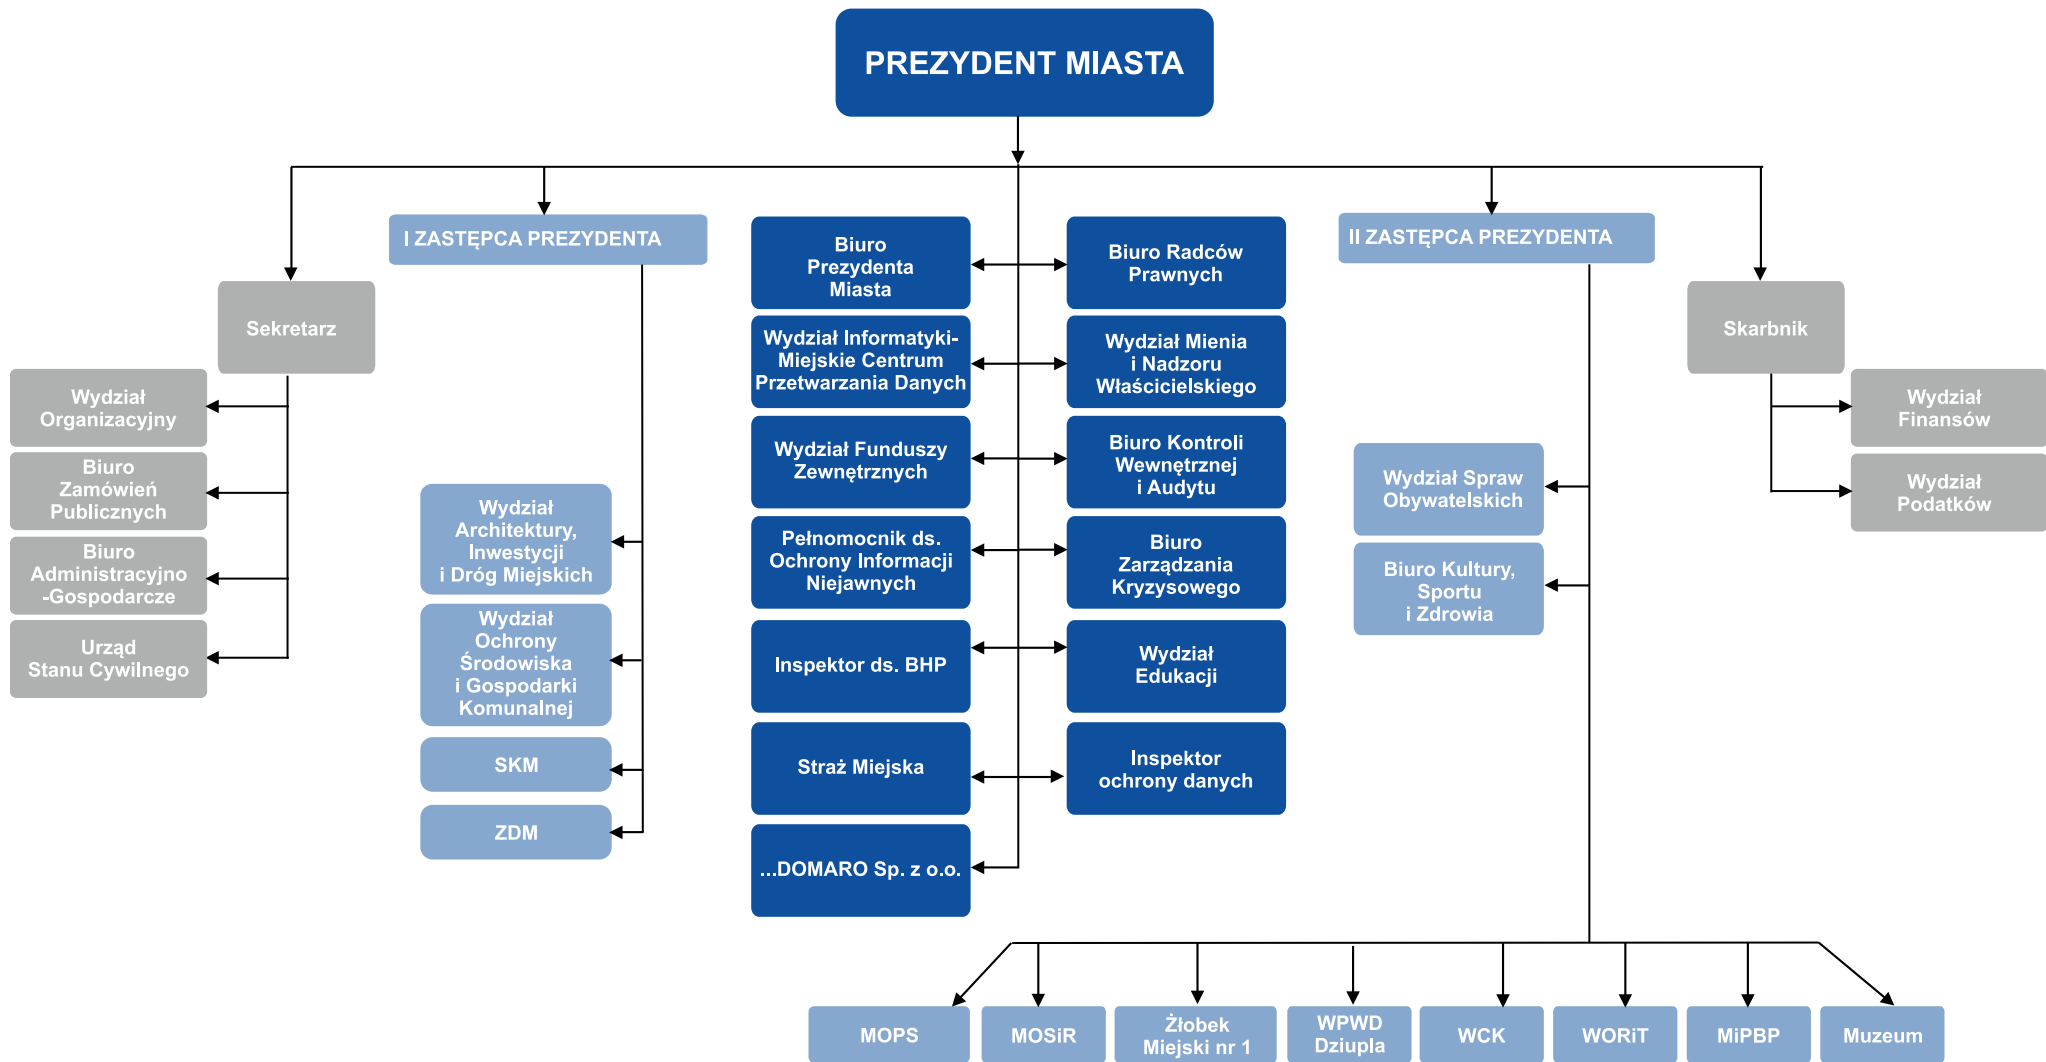 PREZYDENT MIASTA
I ZASTĘPCA PREZYDENTA
II ZASTĘPCA PREZYDENTA
Sekretarz
Wydział
Organizacyjny
Biuro
Zamówień
Publicznych
Biuro
Administracyjno
-Gospodarcze
Urząd
Stanu Cywilnego
Wydział
Architektury,
Inwestycji
i Dróg Miejskich
Wydział
Ochrony
Środowiska
i Gospodarki
Komunalnej
SKM
ZDM
Biuro
Prezydenta
Miasta
Biuro Radców
Prawnych
Wydział Informatyki-
Miejskie Centrum
Przetwarzania Danych
Wydział Mienia
i Nadzoru
Właścicielskiego
Wydział Funduszy
Zewnętrznych
Biuro Kontroli
Wewnętrznej
i Audytu
Pełnomocnik ds.
Ochrony Informacji
Niejawnych
Biuro
Zarządzania
Kryzysowego
Inspektor ds. BHP
Wydział
Edukacji
Straż Miejska
Inspektor
ochrony danych
...DOMARO Sp. z o.o.
Wydział Spraw
Obywatelskich
Biuro Kultury,
Sportu
i Zdrowia
Skarbnik
Wydział
Finansów
Wydział
Podatków
MOPS
MOSiR
Żłobek
Miejski nr 1
WPWD
Dziupla
WCK
WORiT
MiPBP
Muzeum